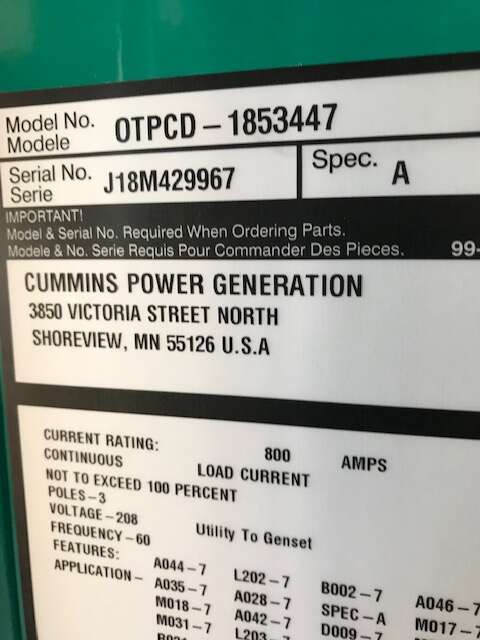 Model No. OTPCD-1853447
Modele
Serial No. J18M429967 Spec. A
Serie
IMPORTANT!
Model & Serial No. Required When Ordering Parts.
Modele & No. Serie Requis Pour Commander Des Pieces. 99-
CUMMINS POWER GENERATION
3850 VICTORIA STREET NORTH
SHOREVIEW, MN 55126 U.S.A
CURRENT RATING: 800 AMPS
CONTINUOUS LOAD CURRENT
NOT TO EXCEED 100 PERCENT
POLES-3
VOLTAGE-208 Utility To Genset
FREQUENCY-60
FEATURES:
APPLICATION- A044-7 L202-7 B002-7 A046-7
A035-7 A028-7 SPEC-A M017-7
M018-7 A042-7 D009-
M031-7 L203-